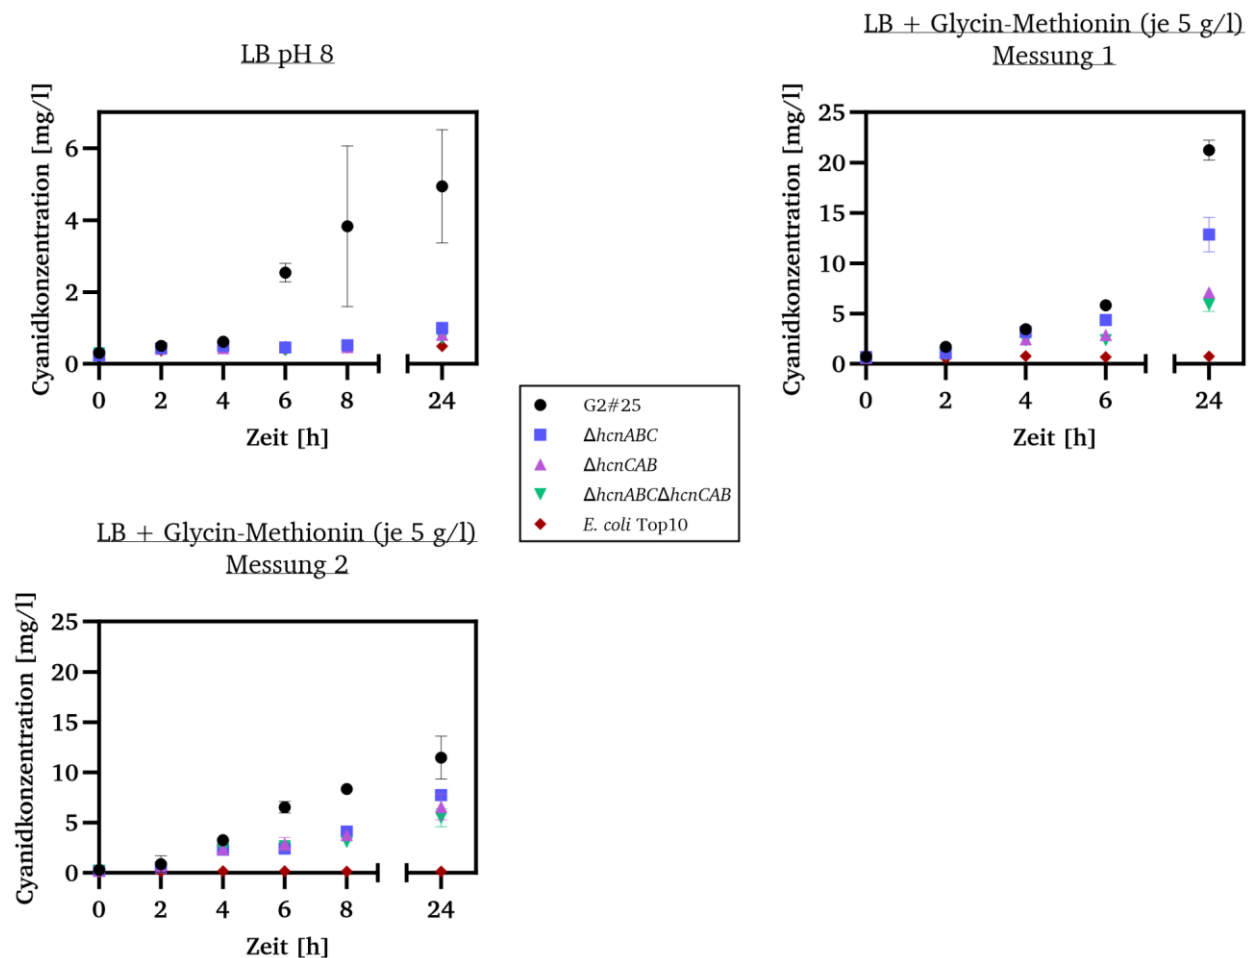 LB pH 8
Cyanidkonzentration [mg/l]
6
4
2
0
0 2 4 6 8 24
Zeit [h]
LB + Glycin-Methionin (je 5 g/l)
Messung 1
Cyanidkonzentration [mg/l]
25
20
15
10
5
0
0 2 4 6 24
Zeit [h]
G2#25
ΔhcnABC
ΔhcnCAB
ΔhcnABCΔhcnCAB
E. coli Top10
LB + Glycin-Methionin (je 5 g/l)
Messung 2
Cyanidkonzentration [mg/l]
25
20
15
10
5
0
0 2 4 6 8 24
Zeit [h]